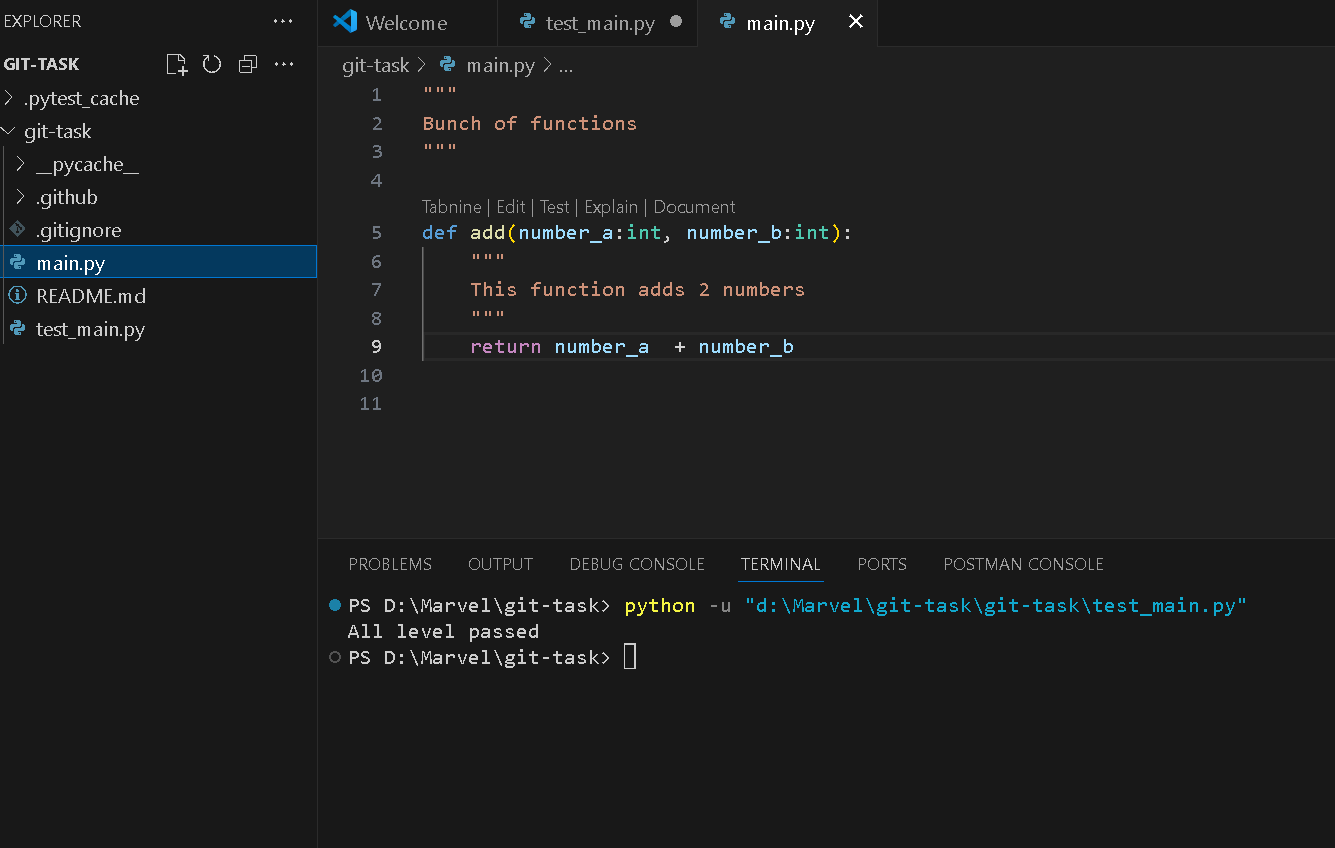 EXPLORER ...
GIT-TASK ...
.pytest_cache
git-task
__pycache__
.github
.gitignore
main.py
README.md
test_main.py
Welcome
test_main.py
main.py
git-task > main.py > ...
1 """
2 Bunch of functions
3 """
4
Tabnine | Edit | Test | Explain | Document
5 def add(number_a:int, number_b:int):
6 """
7 This function adds 2 numbers
8 """
9 return number_a  + number_b
10
11
PROBLEMS OUTPUT DEBUG CONSOLE TERMINAL PORTS POSTMAN CONSOLE
PS D:\Marvel\git-task> python -u "d:\Marvel\git-task\git-task\test_main.py"
All level passed
PS D:\Marvel\git-task>